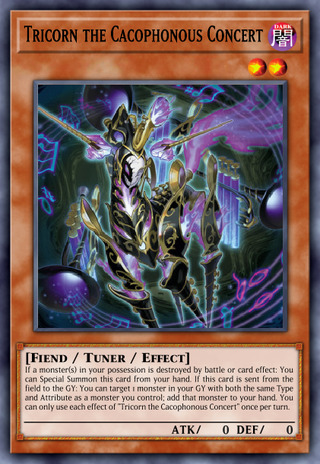 Tricorn the Cacophonous Concert
DARK
闇
[Fiend / Tuner / Effect]
If a monster(s) in your possession is destroyed by battle or card effect: You
can Special Summon this card from your hand. If this card is sent from
the field to the GY: You can target 1 monster in your GY with both the same Type
and Attribute as a monster you control; add that monster to your hand. You
can only use each effect of "Tricorn the Cacophonous Concert" once per turn.
ATK/ 0 DEF/ 0